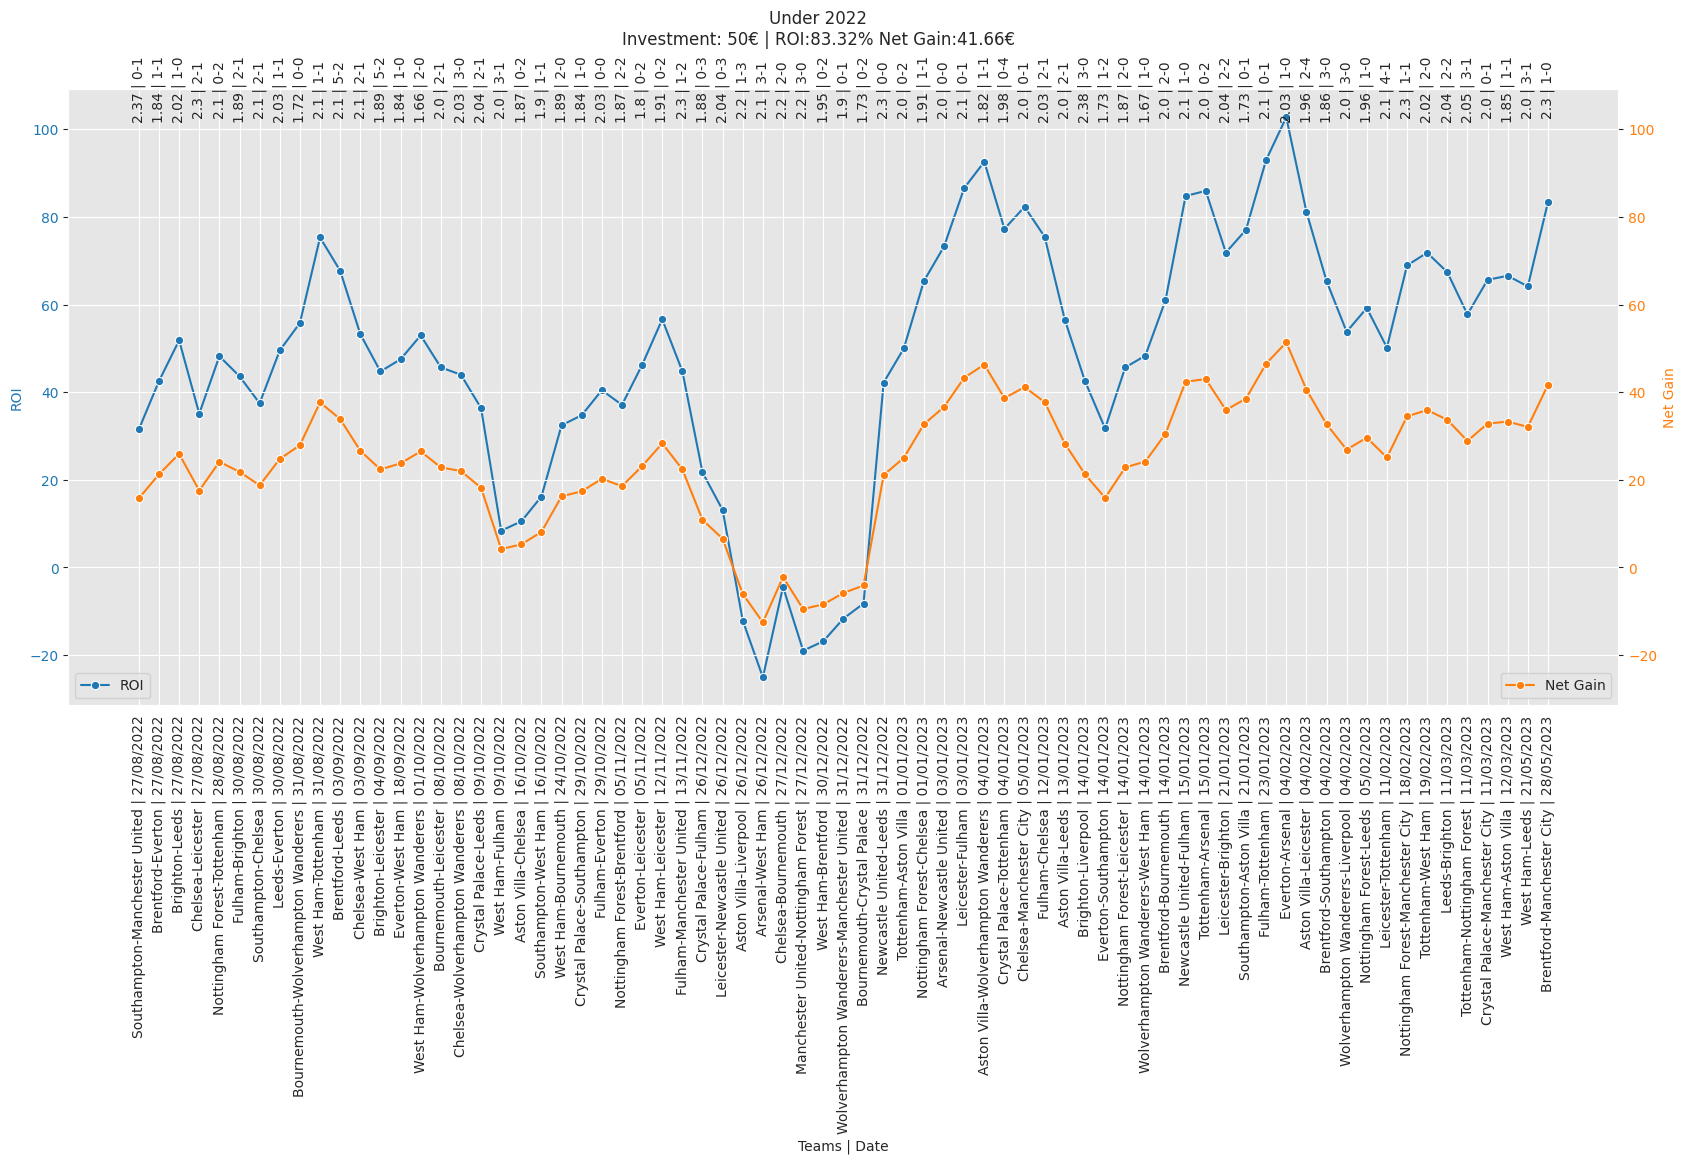 Under 2022
Investment: 50€ | ROI:83.32% Net Gain:41.66€
2.37 | 0-1
1.84 | 1-1
2.02 | 1-0
2.3 | 2-1
2.1 | 0-2
1.89 | 2-1
2.1 | 2-1
2.03 | 1-1
1.72 | 0-0
2.1 | 1-1
2.1 | 5-2
2.1 | 2-1
1.89 | 5-2
1.84 | 1-0
1.66 | 2-0
2.0 | 2-1
2.03 | 3-0
2.04 | 2-1
2.0 | 3-1
1.87 | 0-2
1.9 | 1-1
1.89 | 2-0
1.84 | 1-0
2.03 | 0-0
1.87 | 2-2
1.8 | 0-2
1.91 | 0-2
2.3 | 1-2
1.88 | 0-3
2.04 | 0-3
2.2 | 1-3
2.1 | 3-1
2.2 | 2-0
2.2 | 3-0
1.95 | 0-2
1.9 | 0-1
1.73 | 0-2
2.3 | 0-0
2.0 | 0-2
1.91 | 1-1
2.0 | 0-0
2.1 | 0-1
1.82 | 1-1
1.98 | 0-4
2.0 | 0-1
2.03 | 2-1
2.0 | 2-1
2.38 | 3-0
1.73 | 1-2
1.87 | 2-0
1.67 | 1-0
2.0 | 2-0
2.1 | 1-0
2.0 | 0-2
2.04 | 2-2
1.73 | 0-1
2.1 | 0-1
2.03 | 1-0
1.96 | 2-4
1.86 | 3-0
2.0 | 3-0
1.96 | 1-0
2.1 | 4-1
2.3 | 1-1
2.02 | 2-0
2.04 | 2-2
2.05 | 3-1
2.0 | 0-1
1.85 | 1-1
2.0 | 3-1
2.3 | 1-0
100
80
60
40
20
0
−20
ROI
100
80
60
40
20
0
−20
Net Gain
ROI
Net Gain
Southampton-Manchester United | 27/08/2022
Brentford-Everton | 27/08/2022
Brighton-Leeds | 27/08/2022
Chelsea-Leicester | 27/08/2022
Nottingham Forest-Tottenham | 28/08/2022
Fulham-Brighton | 30/08/2022
Southampton-Chelsea | 30/08/2022
Leeds-Everton | 30/08/2022
Bournemouth-Wolverhampton Wanderers | 31/08/2022
West Ham-Tottenham | 31/08/2022
Brentford-Leeds | 03/09/2022
Chelsea-West Ham | 03/09/2022
Brighton-Leicester | 04/09/2022
Everton-West Ham | 18/09/2022
West Ham-Wolverhampton Wanderers | 01/10/2022
Bournemouth-Leicester | 08/10/2022
Chelsea-Wolverhampton Wanderers | 08/10/2022
Crystal Palace-Leeds | 09/10/2022
West Ham-Fulham | 09/10/2022
Aston Villa-Chelsea | 16/10/2022
Southampton-West Ham | 16/10/2022
West Ham-Bournemouth | 24/10/2022
Crystal Palace-Southampton | 29/10/2022
Fulham-Everton | 29/10/2022
Nottingham Forest-Brentford | 05/11/2022
Everton-Leicester | 05/11/2022
West Ham-Leicester | 12/11/2022
Fulham-Manchester United | 13/11/2022
Crystal Palace-Fulham | 26/12/2022
Leicester-Newcastle United | 26/12/2022
Aston Villa-Liverpool | 26/12/2022
Arsenal-West Ham | 26/12/2022
Chelsea-Bournemouth | 27/12/2022
Manchester United-Nottingham Forest | 27/12/2022
West Ham-Brentford | 30/12/2022
Wolverhampton Wanderers-Manchester United | 31/12/2022
Bournemouth-Crystal Palace | 31/12/2022
Newcastle United-Leeds | 31/12/2022
Tottenham-Aston Villa | 01/01/2023
Nottingham Forest-Chelsea | 01/01/2023
Arsenal-Newcastle United | 03/01/2023
Leicester-Fulham | 03/01/2023
Aston Villa-Wolverhampton Wanderers | 04/01/2023
Crystal Palace-Tottenham | 04/01/2023
Chelsea-Manchester City | 05/01/2023
Fulham-Chelsea | 12/01/2023
Aston Villa-Leeds | 13/01/2023
Brighton-Liverpool | 14/01/2023
Everton-Southampton | 14/01/2023
Nottingham Forest-Leicester | 14/01/2023
Wolverhampton Wanderers-West Ham | 14/01/2023
Brentford-Bournemouth | 14/01/2023
Newcastle United-Fulham | 15/01/2023
Tottenham-Arsenal | 15/01/2023
Leicester-Brighton | 21/01/2023
Southampton-Aston Villa | 21/01/2023
Fulham-Tottenham | 23/01/2023
Everton-Arsenal | 04/02/2023
Aston Villa-Leicester | 04/02/2023
Brentford-Southampton | 04/02/2023
Wolverhampton Wanderers-Liverpool | 04/02/2023
Nottingham Forest-Leeds | 05/02/2023
Leicester-Tottenham | 11/02/2023
Nottingham Forest-Manchester City | 18/02/2023
Tottenham-West Ham | 19/02/2023
Leeds-Brighton | 11/03/2023
Tottenham-Nottingham Forest | 11/03/2023
Crystal Palace-Manchester City | 11/03/2023
West Ham-Aston Villa | 12/03/2023
West Ham-Leeds | 21/05/2023
Brentford-Manchester City | 28/05/2023
Teams | Date